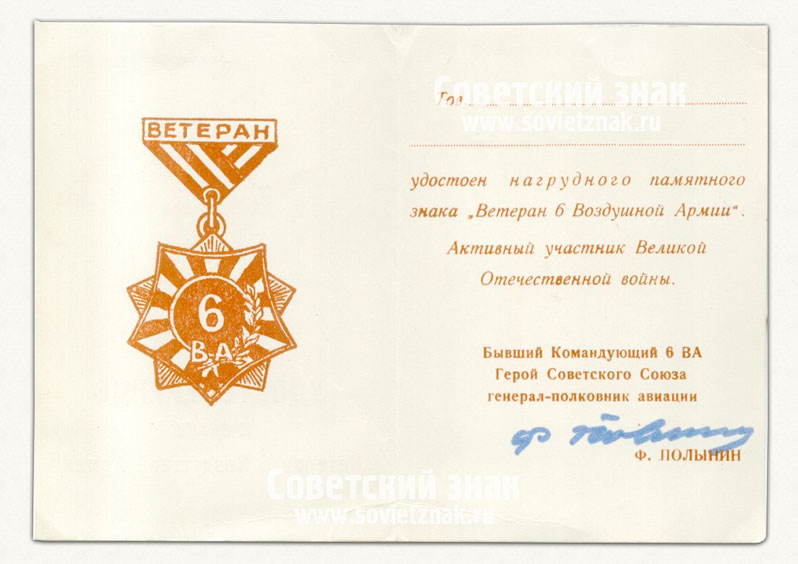 ВЕТЕРАН
6
В-А
Тов.
удостоен нагрудного памятного
знака „Ветеран 6 Воздушной Армии".
Активный участник Великой
Отечественной войны.
Бывший Командующий 6 ВА
Герой Советского Союза
генерал-полковник авиации
Ф. ПОЛЫНИН
Советский знак
www.sovietznak.ru
Советский знак
www.sovietznak.ru